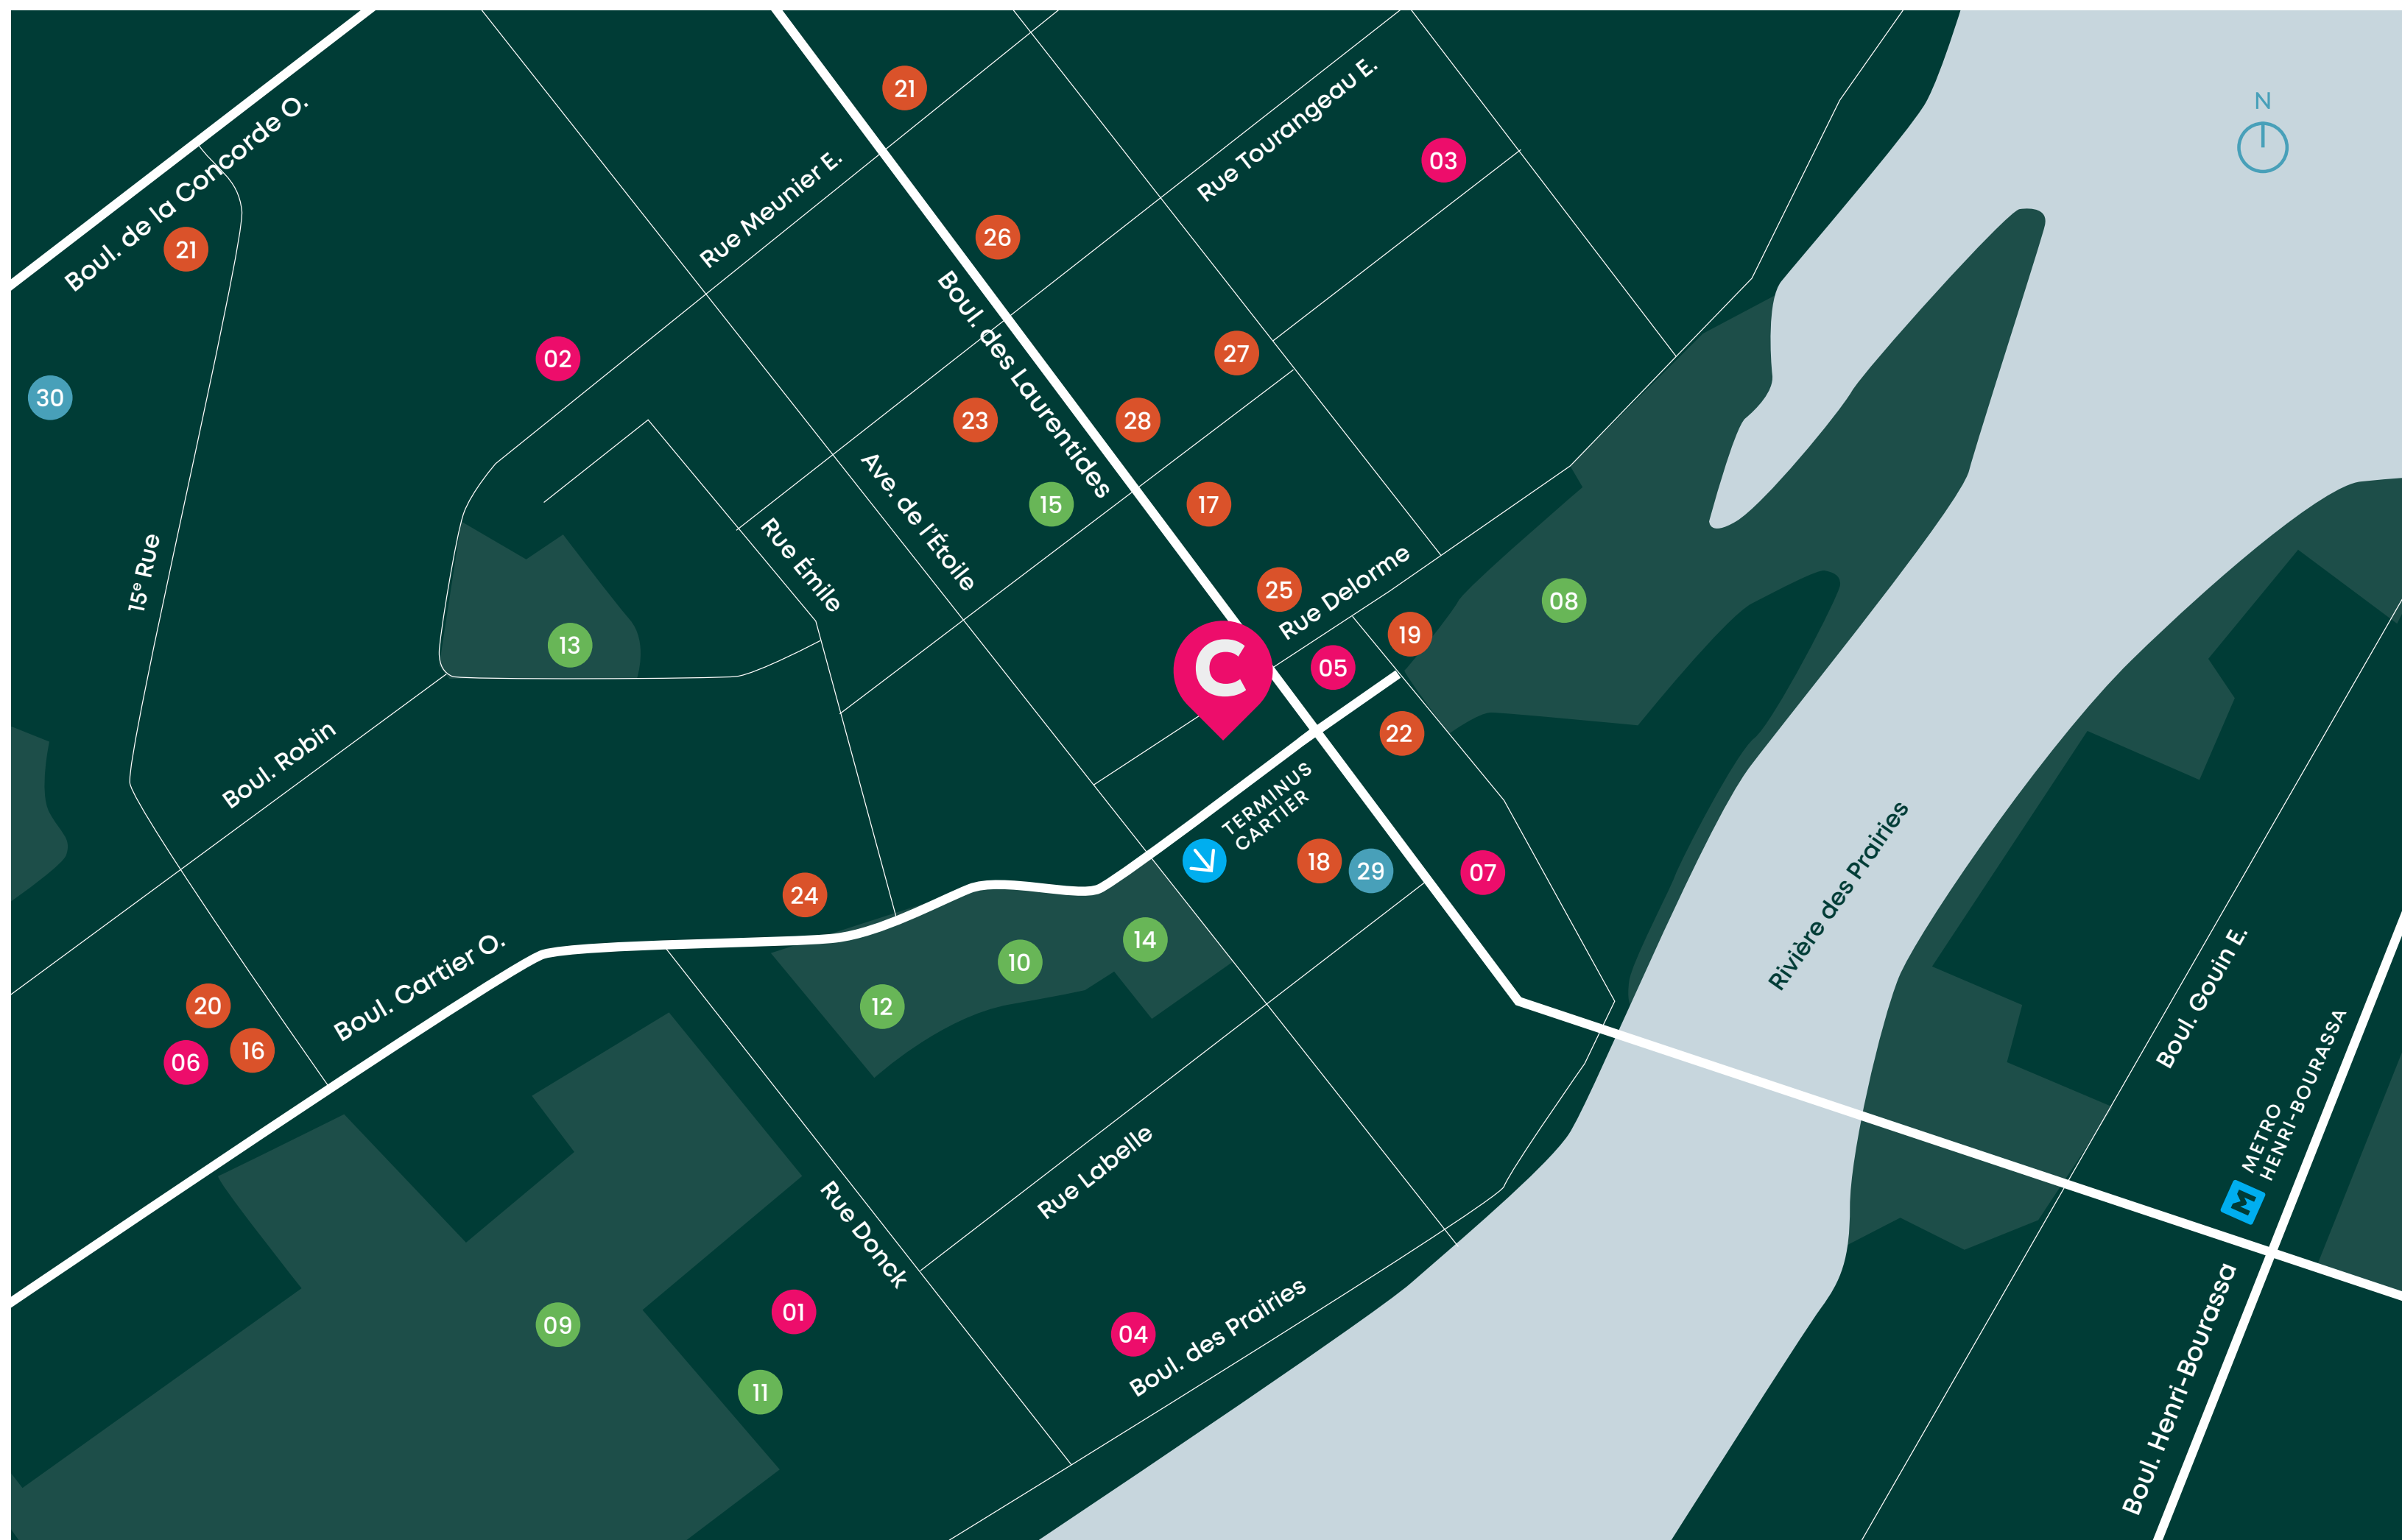 N
21
Boul. de la Concorde O.
21
Rue Meunier E.
Rue Tourangeau E.
03
26
Boul. des Laurentides
02
27
30
23
28
Ave. de l'Étoile
15
17
15e Rue
Rue Émile
25
Rue Delorme
08
13
19
C
05
22
Boul. Robin
TERMINUS
CARTIER
18
29
07
24
Rivière des Prairies
14
10
12
Boul. Cartier O.
20
16
06
Boul. Gouin E.
METRO
HENRI-BOURASSA
M
Rue Labelle
Rue Donck
01
09
04
Boul. des Prairies
11
Boul. Henri-Bourassa